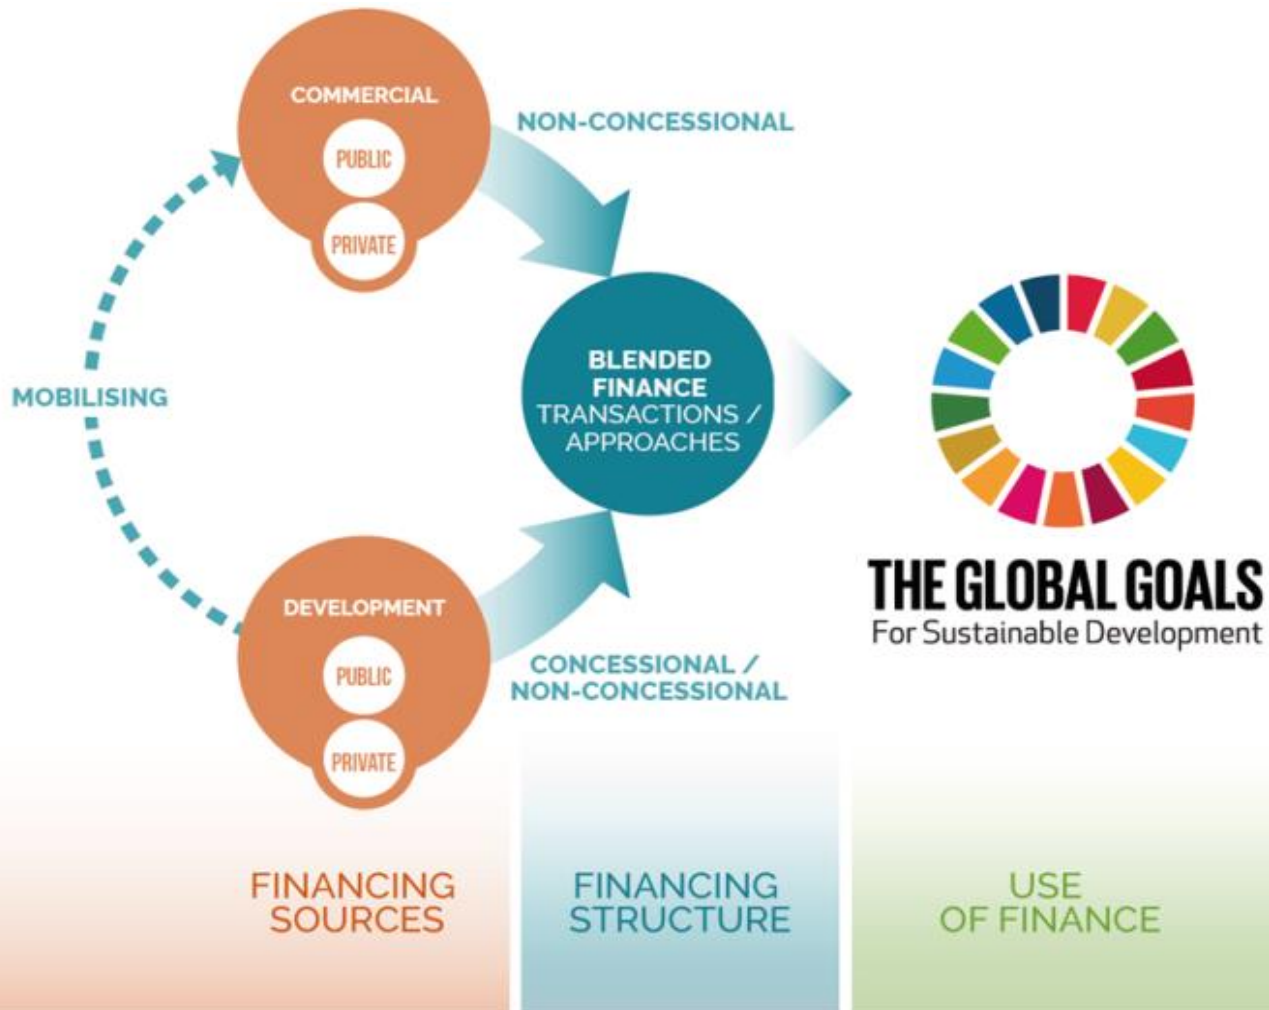 COMMERCIAL
PUBLIC
PRIVATE
NON-CONCESSIONAL
MOBILISING
BLENDED
FINANCE
TRANSACTIONS /
APPROACHES
DEVELOPMENT
PUBLIC
PRIVATE
CONCESSIONAL /
NON-CONCESSIONAL
THE GLOBAL GOALS
For Sustainable Development
FINANCING
SOURCES
FINANCING
STRUCTURE
USE
OF FINANCE